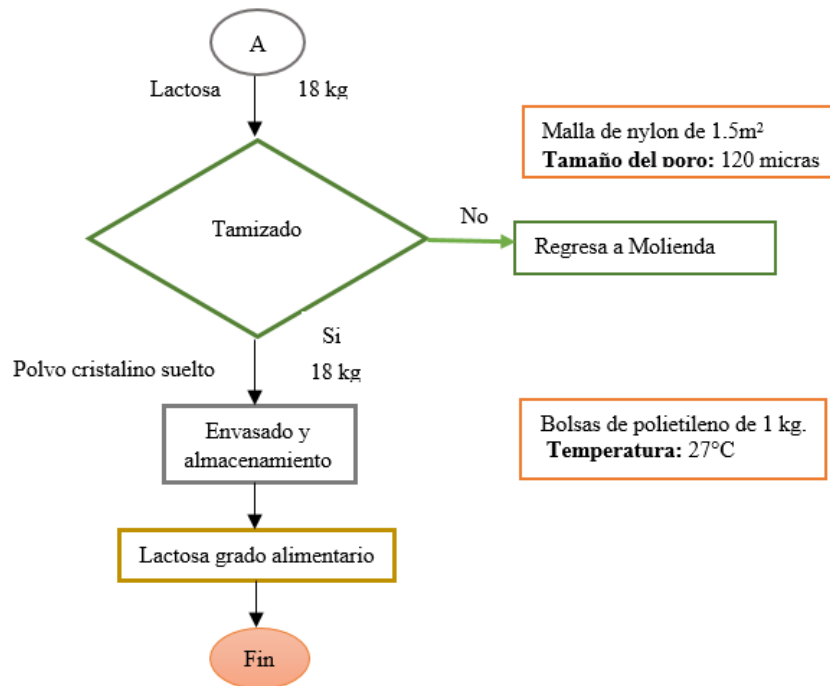 A
Lactosa 18 kg
Malla de nylon de 1.5m²
Tamaño del poro: 120 micras
Tamizado
No
Regresa a Molienda
Si
Polvo cristalino suelto 18 kg
Envasado y
almacenamiento
Bolsas de polietileno de 1 kg.
Temperatura: 27°C
Lactosa grado alimentario
Fin